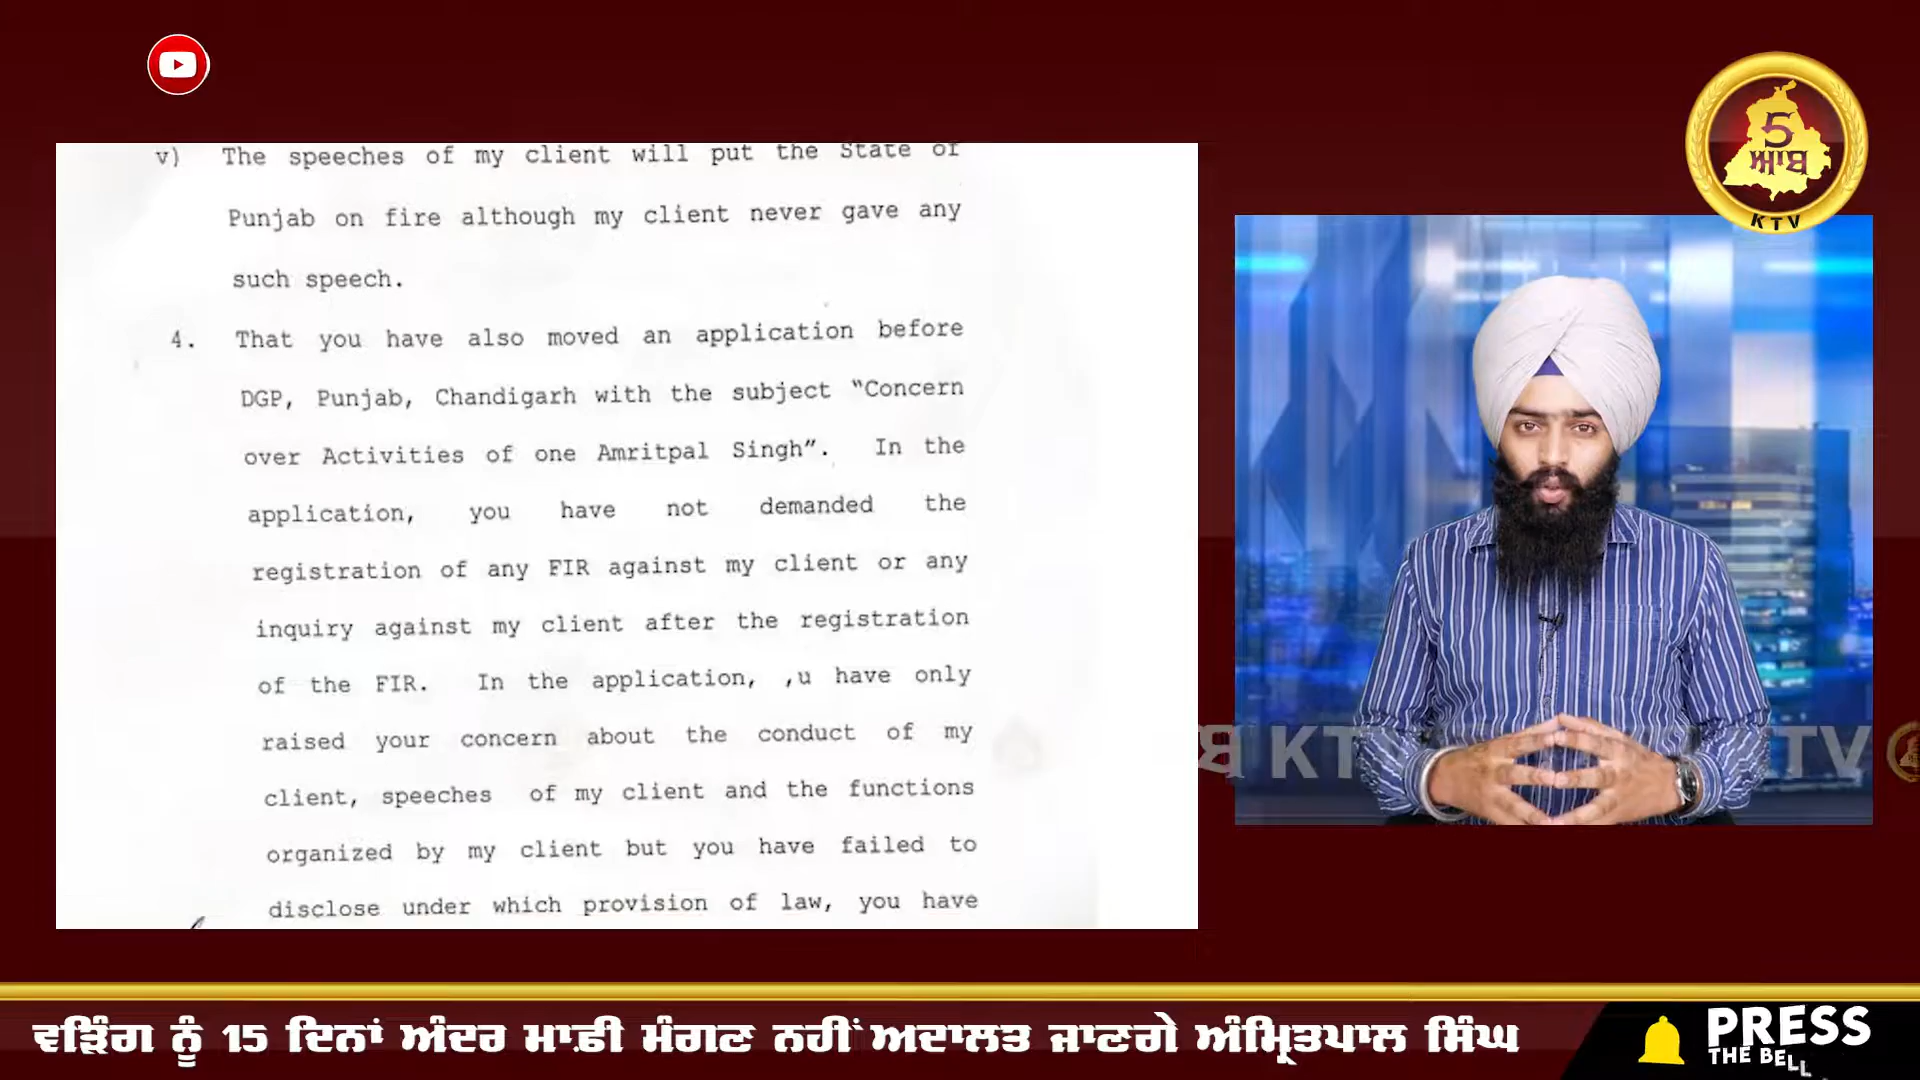 v) The speeches of my client will put the State of
Punjab on fire although my client never gave any
such speech.
4. That you have also moved an application before
DGP, Punjab, Chandigarh with the subject “Concern
over Activities of one Amritpal Singh”. In the
application, you have not demanded the
registration of any FIR against my client or any
inquiry against my client after the registration
of the FIR. In the application, ,u have only
raised your concern about the conduct of my
client, speeches of my client and the functions
organized by my client but you have failed to
disclose under which provision of law, you have
5
ਆਬ
KTV
ਬ KTV
TV
ਵੜਿੰਗ ਨੂੰ 15 ਦਿਨਾਂ ਅੰਦਰ ਮਾਫ਼ੀ ਮੰਗਣ ਨਹੀਂ ਅਦਾਲਤ ਜਾਣਗੇ ਅੰਮ੍ਰਿਤਪਾਲ ਸਿੰਘ
PRESS
THE BELL